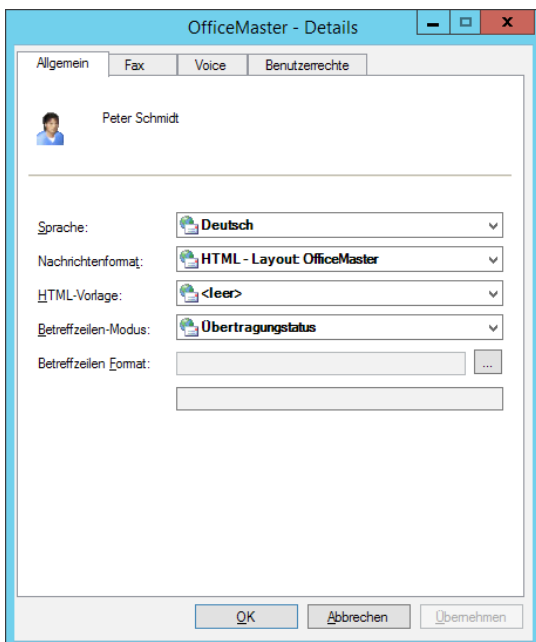 OfficeMaster - Details
Allgemein Fax Voice Benutzerrechte
Peter Schmidt
Sprache: Deutsch
Nachrichtenformat: HTML - Layout: OfficeMaster
HTML-Vorlage: <leer>
Betreffzeilen-Modus: Übertragungstatus
Betreffzeilen Format: ...
OK Abbrechen Übernehmen